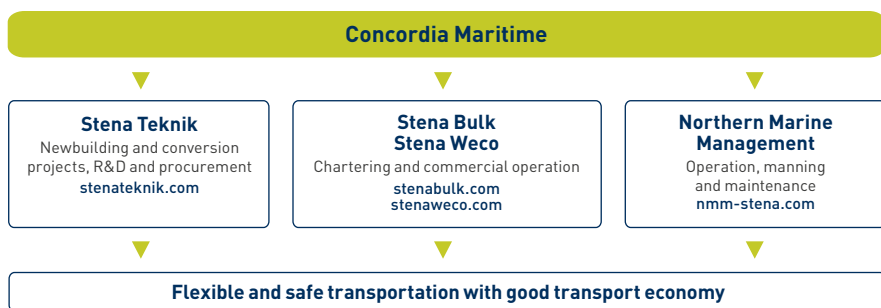 Concordia Maritime
Stena Teknik
Newbuilding and conversion
projects, R&D and procurement
stenateknik.com
Stena Bulk
Stena Weco
Chartering and commercial operation
stenabulk.com
stenaweco.com
Northern Marine
Management
Operation, manning
and maintenance
nmm-stena.com
Flexible and safe transportation with good transport economy